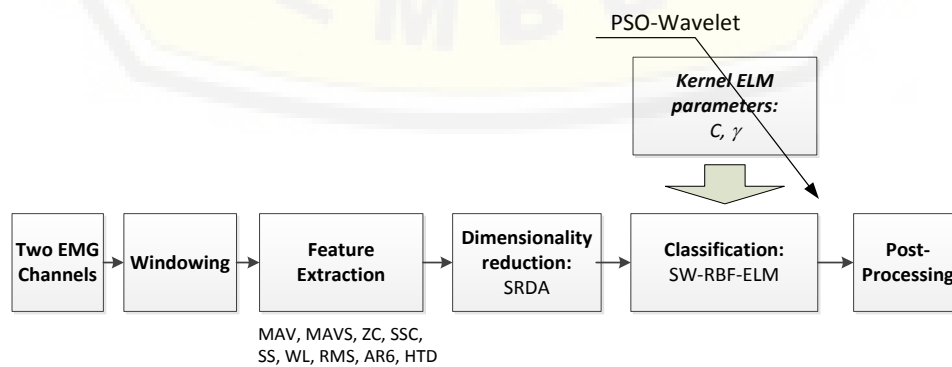 PSO-Wavelet
Kernel ELM
parameters:
C, γ
Two EMG
Channels
Windowing
Feature
Extraction
Dimensionality
reduction:
SRDA
Classification:
SW-RBF-ELM
Post-
Processing
MAV, MAVS, ZC, SSC,
SS, WL, RMS, AR6, HTD